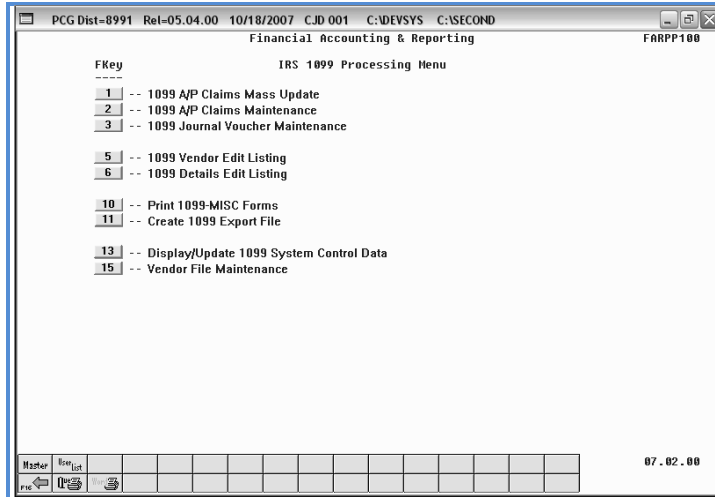 PCG Dist=8991 Rel=05.04.00 10/18/2007 CJD 001 C:\DEVSYS C:\SECOND
Financial Accounting & Reporting FARPP100
FKey IRS 1099 Processing Menu
----
1 -- 1099 A/P Claims Mass Update
2 -- 1099 A/P Claims Maintenance
3 -- 1099 Journal Voucher Maintenance
5 -- 1099 Vendor Edit Listing
6 -- 1099 Details Edit Listing
10 -- Print 1099-MISC Forms
11 -- Create 1099 Export File
13 -- Display/Update 1099 System Control Data
15 -- Vendor File Maintenance
Master User List 07.02.00
F16 Que Word